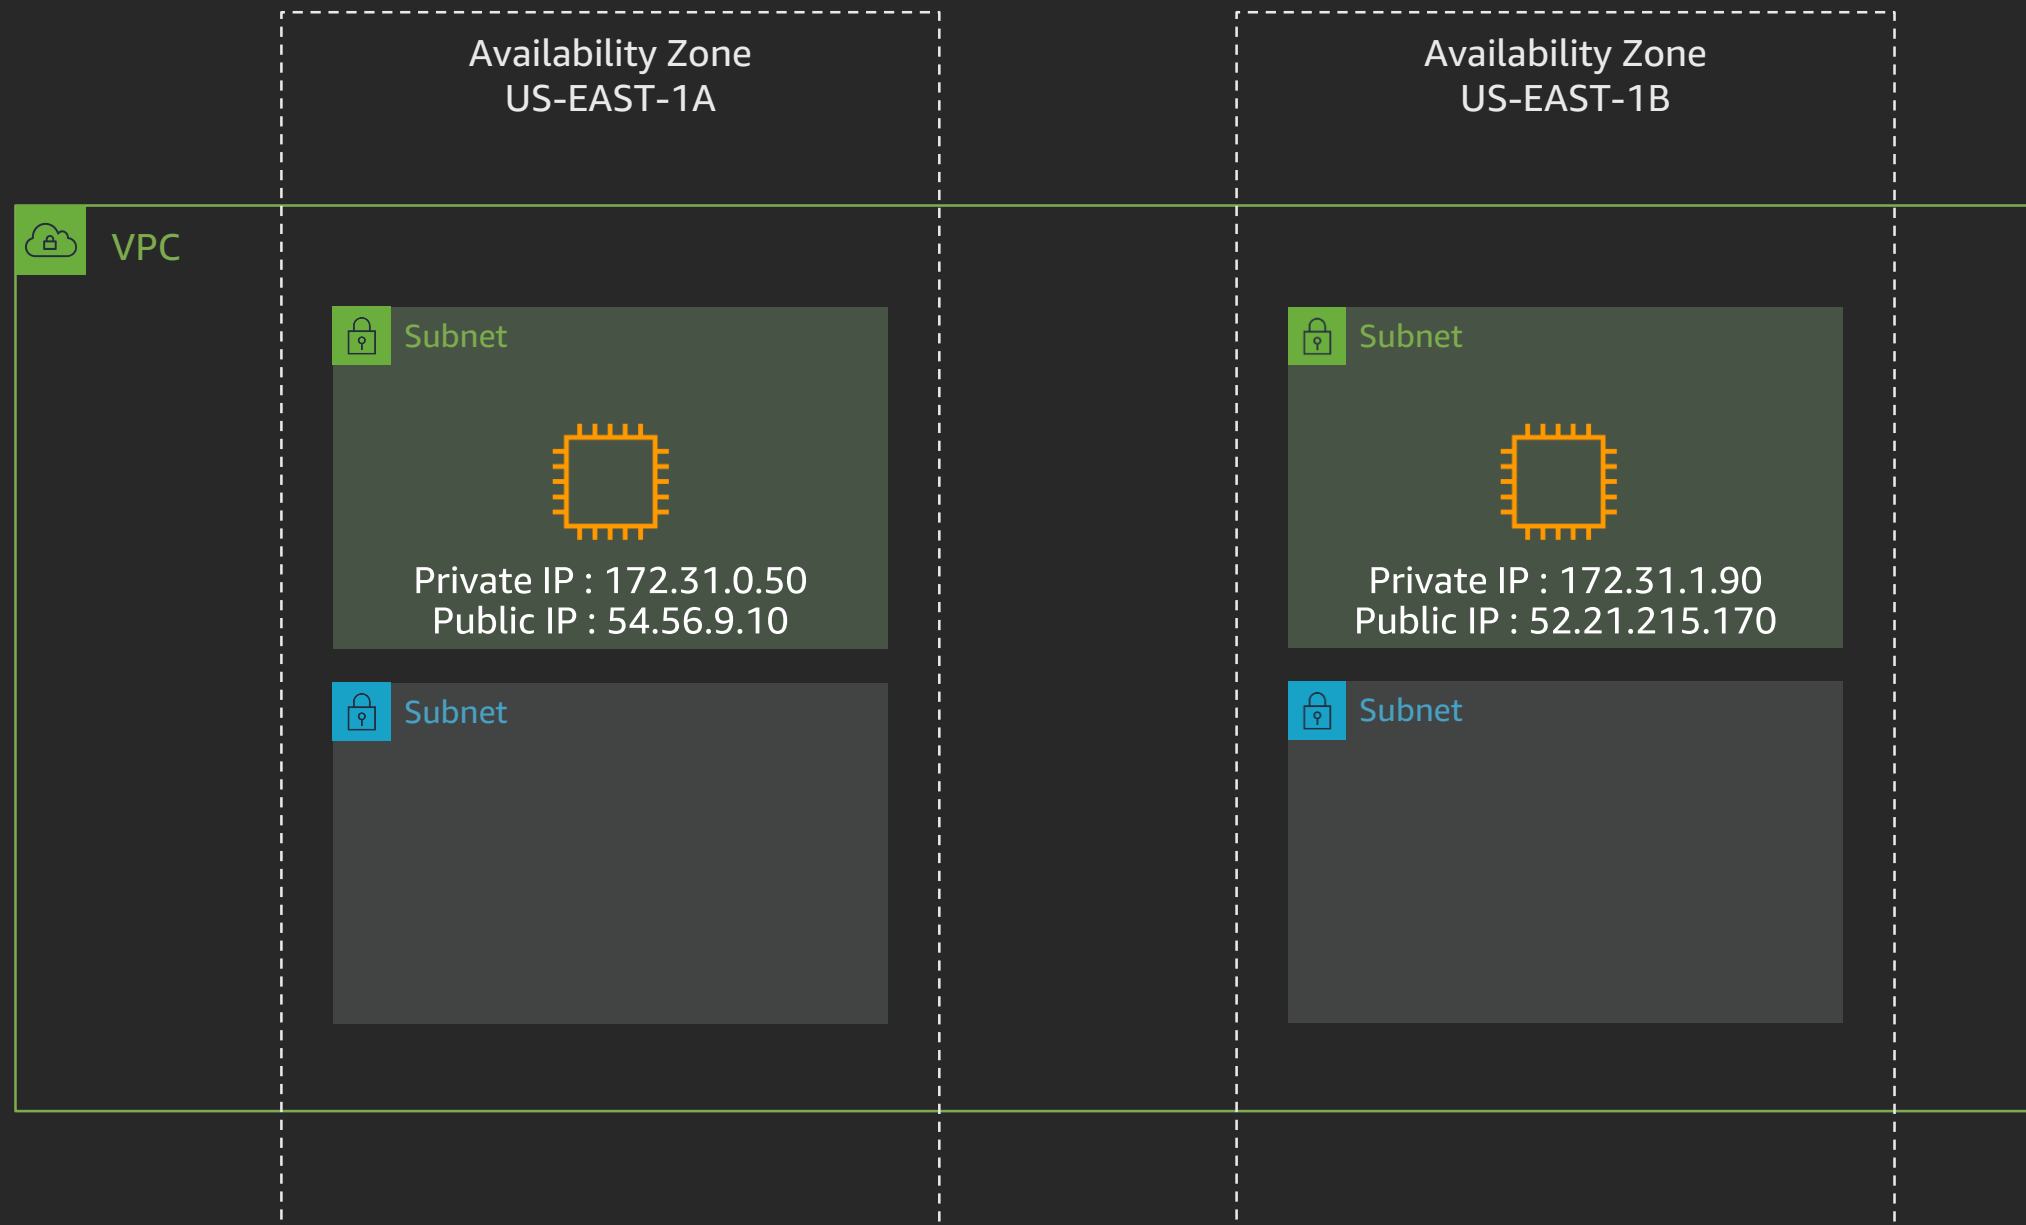 Availability Zone
US-EAST-1A
Availability Zone
US-EAST-1B
VPC
Subnet
Private IP : 172.31.0.50
Public IP : 54.56.9.10
Subnet
Private IP : 172.31.1.90
Public IP : 52.21.215.170
Subnet
Subnet